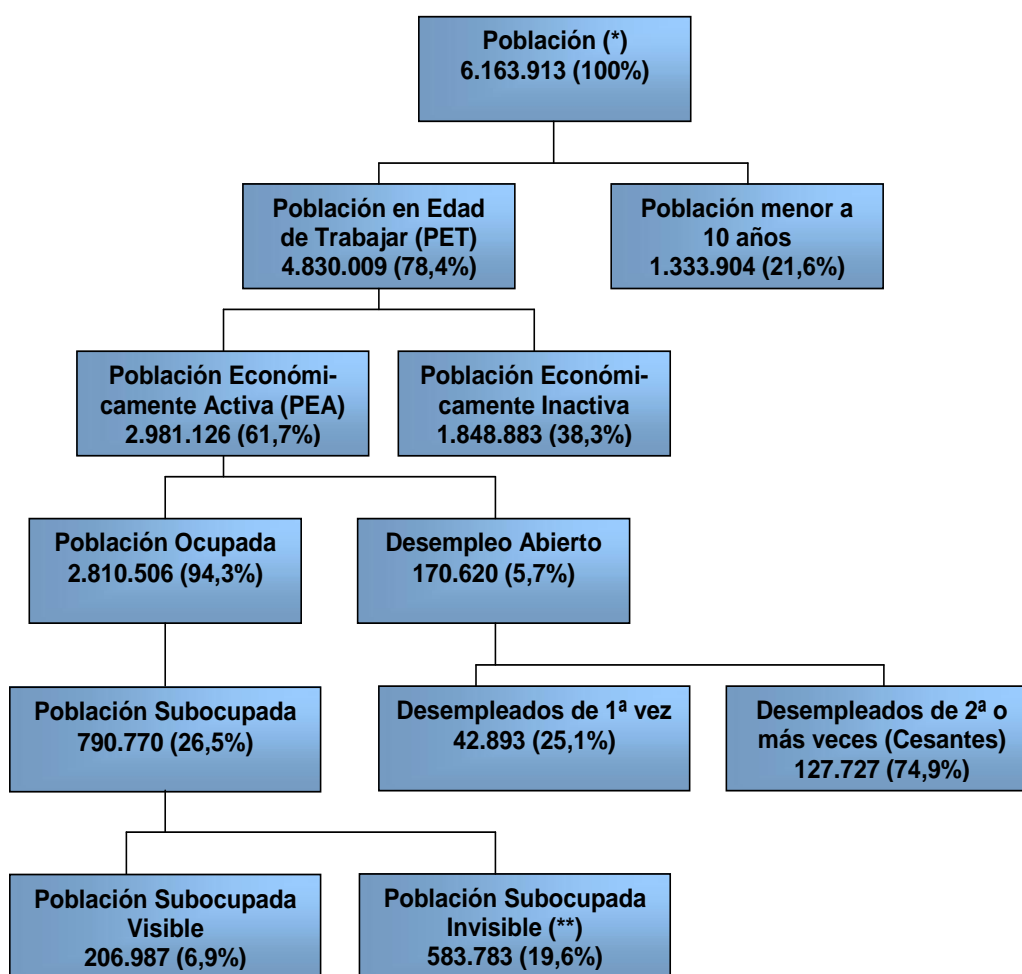 Población (*)
6.163.913 (100%)
Población en Edad
de Trabajar (PET)
4.830.009 (78,4%)
Población menor a
10 años
1.333.904 (21,6%)
Población Económi-
camente Activa (PEA)
2.981.126 (61,7%)
Población Económi-
camente Inactiva
1.848.883 (38,3%)
Población Ocupada
2.810.506 (94,3%)
Desempleo Abierto
170.620 (5,7%)
Población Subocupada
790.770 (26,5%)
Desempleados de 1ª vez
42.893 (25,1%)
Desempleados de 2ª o
más veces (Cesantes)
127.727 (74,9%)
Población Subocupada
Visible
206.987 (6,9%)
Población Subocupada
Invisible (**)
583.783 (19,6%)